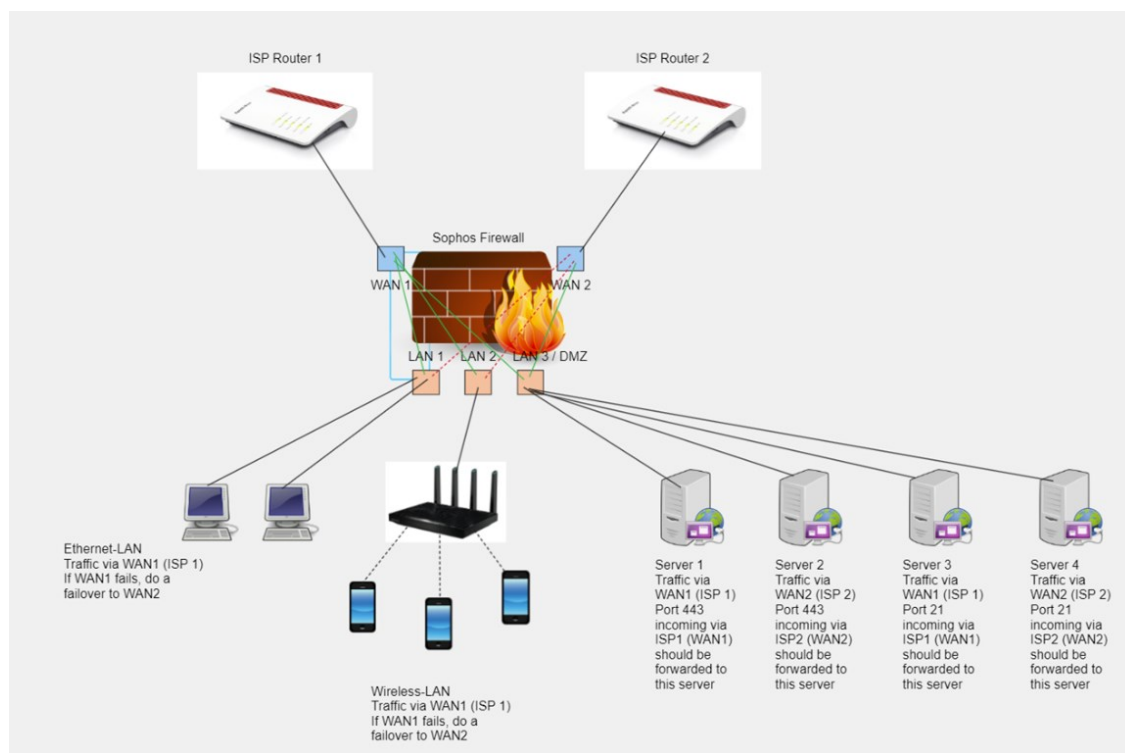 ISP Router 1
ISP Router 2
Sophos Firewall
WAN 1
WAN 2
LAN 1
LAN 2
LAN 3 / DMZ
Ethernet-LAN
Traffic via WAN1 (ISP 1)
If WAN1 fails, do a
failover to WAN2
Wireless-LAN
Traffic via WAN1 (ISP 1)
If WAN1 fails, do a
failover to WAN2
Server 1
Traffic via
WAN1 (ISP 1)
Port 443
incoming via
ISP1 (WAN1)
should be
forwarded to
this server
Server 2
Traffic via
WAN2 (ISP 2)
Port 443
incoming via
ISP2 (WAN2)
should be
forwarded to
this server
Server 3
Traffic via
WAN1 (ISP 1)
Port 21
incoming via
ISP1 (WAN1)
should be
forwarded to
this server
Server 4
Traffic via
WAN2 (ISP 2)
Port 21
incoming via
ISP2 (WAN2)
should be
forwarded to
this server